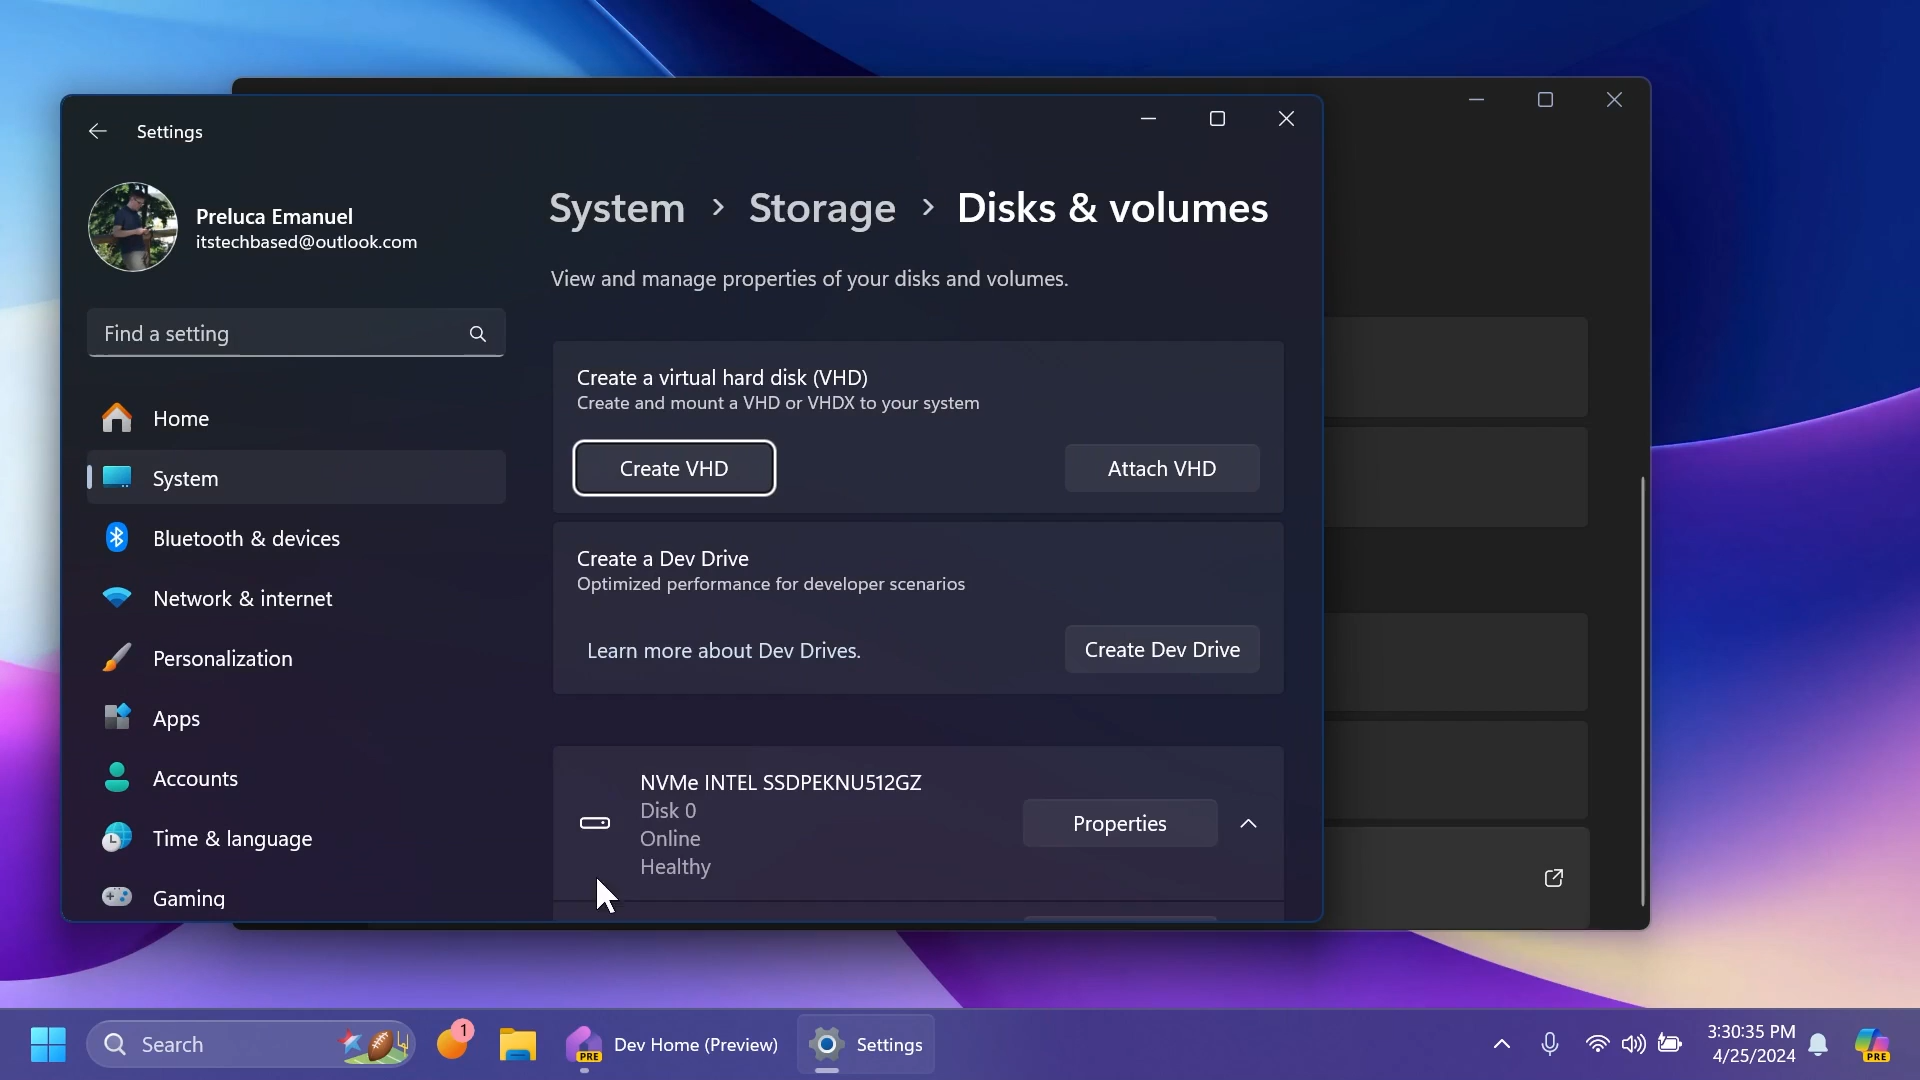 Settings
Preluca Emanuel
itstechbased@outlook.com
Find a setting
Home
System
Bluetooth & devices
Network & internet
Personalization
Apps
Accounts
Time & language
Gaming
System > Storage > Disks & volumes
View and manage properties of your disks and volumes.
Create a virtual hard disk (VHD)
Create and mount a VHD or VHDX to your system
Create VHD
Attach VHD
Create a Dev Drive
Optimized performance for developer scenarios
Learn more about Dev Drives.
Create Dev Drive
NVMe INTEL SSDPEKNU512GZ
Disk 0
Online
Healthy
Properties
Search
1
PRE
Dev Home (Preview)
Settings
3:30:35 PM
4/25/2024
PRE